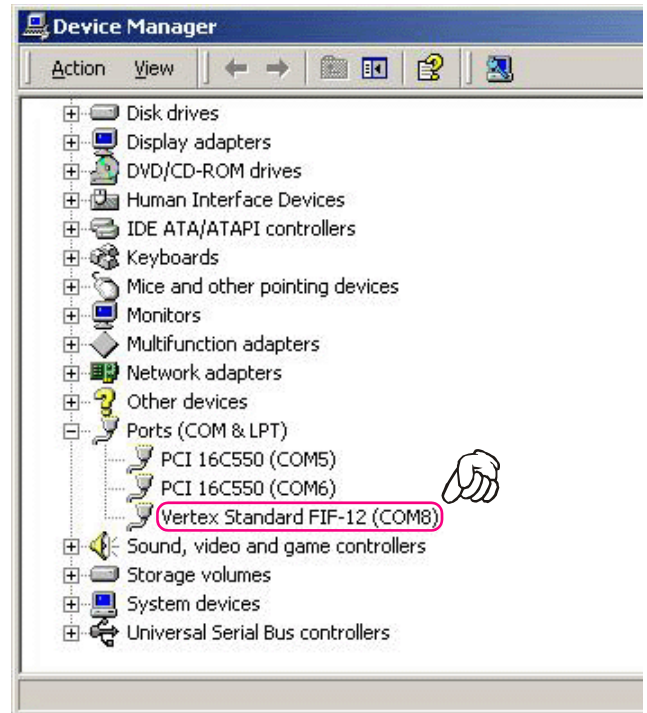 Device Manager
Action View
Disk drives
Display adapters
DVD/CD-ROM drives
Human Interface Devices
IDE ATA/ATAPI controllers
Keyboards
Mice and other pointing devices
Monitors
Multifunction adapters
Network adapters
Other devices
Ports (COM & LPT)
PCI 16C550 (COM5)
PCI 16C550 (COM6)
Vertex Standard FIF-12 (COM8)
Sound, video and game controllers
Storage volumes
System devices
Universal Serial Bus controllers